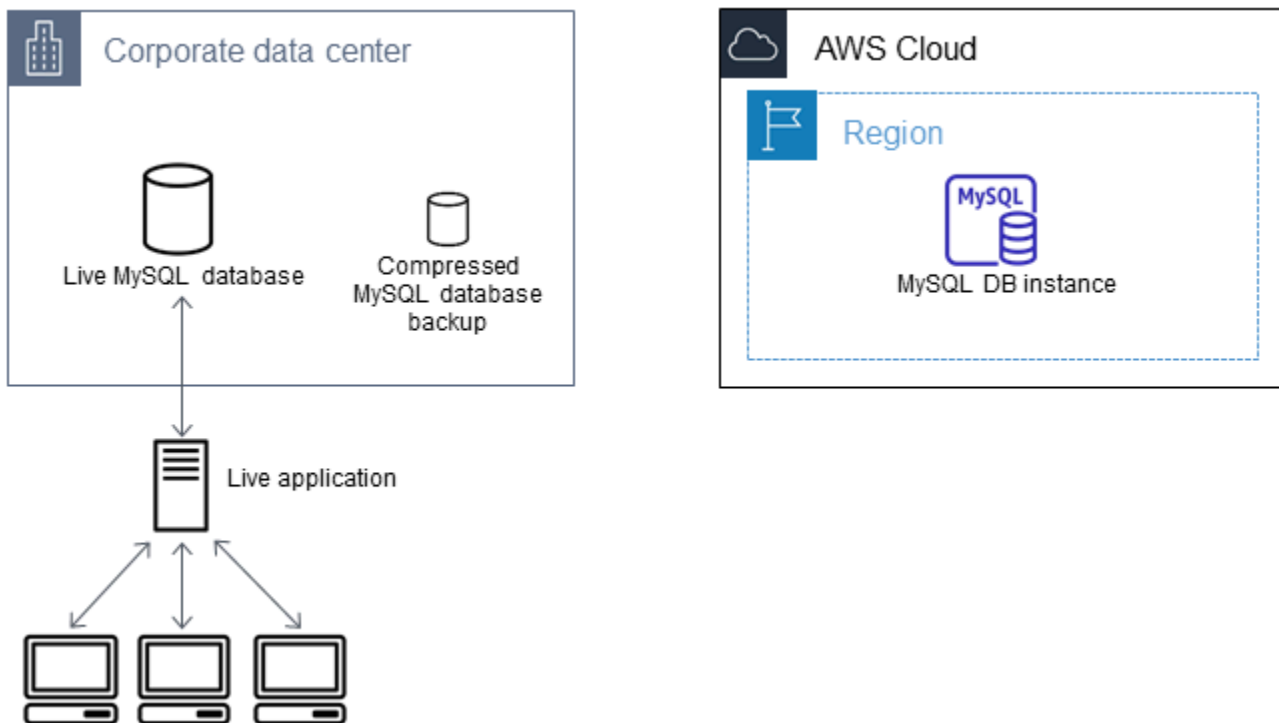 Corporate data center
Live MySQL database
Compressed
MySQL database
backup
Live application
AWS Cloud
Region
MySQL
MySQL DB instance